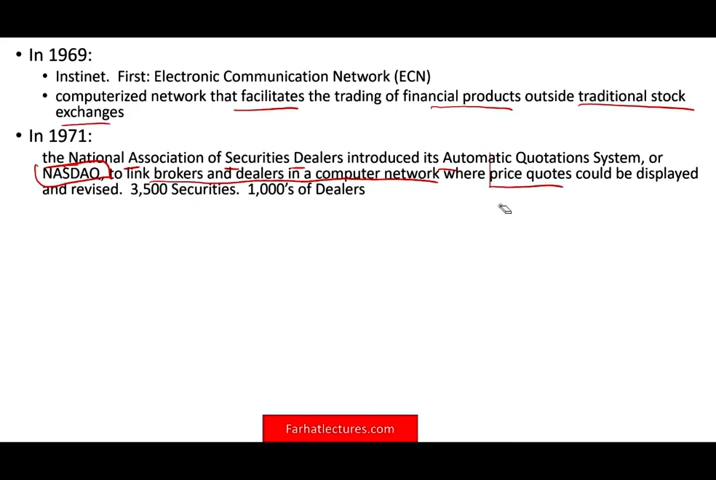 • In 1969:
• Instinet. First: Electronic Communication Network (ECN)
• computerized network that facilitates the trading of financial products outside traditional stock
exchanges
• In 1971:
the National Association of Securities Dealers introduced its Automatic Quotations System, or
NASDAQ, to link brokers and dealers in a computer network where price quotes could be displayed
and revised. 3,500 Securities. 1,000's of Dealers
Farhatlectures.com